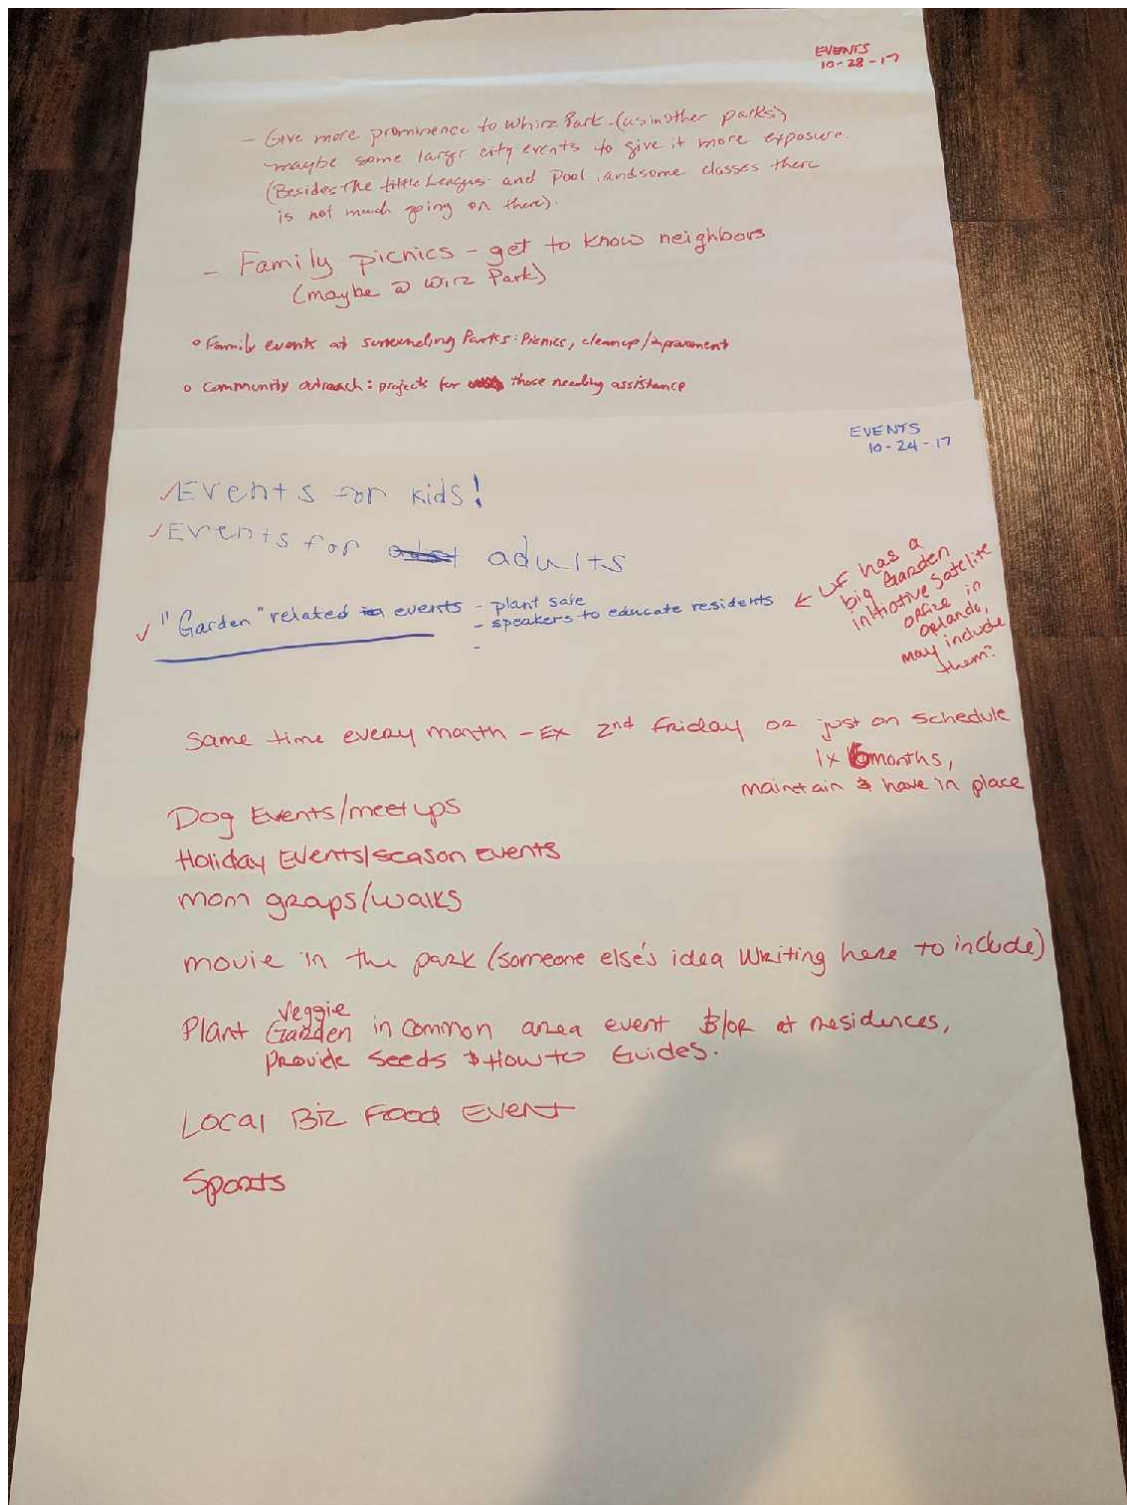 EVENTS
10-28-17
- Give more prominence to Whirz Park (as in other parks)
maybe some larger city events to give it more exposure.
(Besides the little League and Pool and some classes there
is not much going on there).
- Family picnics - get to know neighbors
(maybe @ Wirz Park)
o Family events at surrounding Parks: Picnics, cleanup/improvement
o Community outreach: projects for those needing assistance
EVENTS
10-24-17
✓Events for kids!
✓Events for adults
✓ "Garden" related events - plant sale
- speakers to educate residents
-
← UF has a
big Garden
initiative Satelite
office in
Orlando,
may include
them?
Same time every month - Ex 2nd Friday or just on schedule
1x 6months,
maintain & have in place
Dog Events/meetups
Holiday Events/season events
mom groups/walks
movie in the park (someone else's idea writing here to include)
Plant Veggie Garden in common area event &/or at residences,
provide seeds & How to Guides.
Local Biz Food Event
Sports